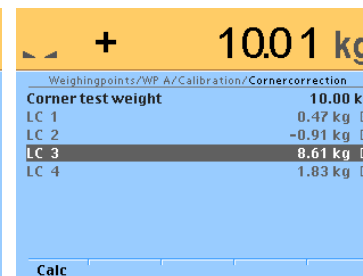 + 10.01 kg
Weighingpoints/WP A/Calibration/Cornercorrection
Corner test weight 10.00 k
LC 1 0.47 kg
LC 2 -0.91 kg
LC 3 8.61 kg
LC 4 1.83 kg
Calc